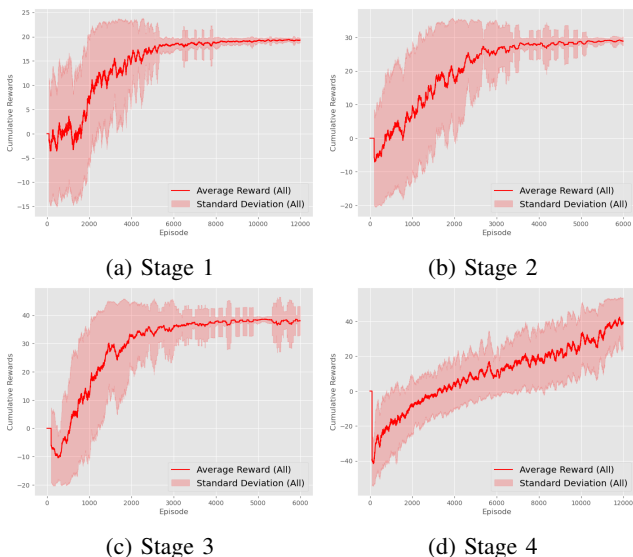 25
20
15
10
5
0
−5
−10
−15
Cumulative Rewards
0 2000 4000 6000 8000 10000 12000
Episode
Average Reward (All)
Standard Deviation (All)
(a) Stage 1
30
20
10
0
−10
−20
Cumulative Rewards
0 1000 2000 3000 4000 5000 6000
Episode
Average Reward (All)
Standard Deviation (All)
(b) Stage 2
40
30
20
10
0
−10
−20
Cumulative Rewards
0 1000 2000 3000 4000 5000 6000
Episode
Average Reward (All)
Standard Deviation (All)
(c) Stage 3
40
20
0
−20
−40
Cumulative Rewards
0 2000 4000 6000 8000 10000 12000
Episode
Average Reward (All)
Standard Deviation (All)
(d) Stage 4